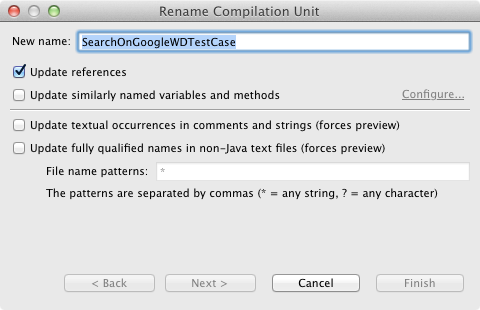 Rename Compilation Unit
New name: SearchOnGoogleWDTestCase
Update references
Update similarly named variables and methods Configure...
Update textual occurrences in comments and strings (forces preview)
Update fully qualified names in non-Java text files (forces preview)
File name patterns: *
The patterns are separated by commas (* = any string, ? = any character)
< Back Next > Cancel Finish